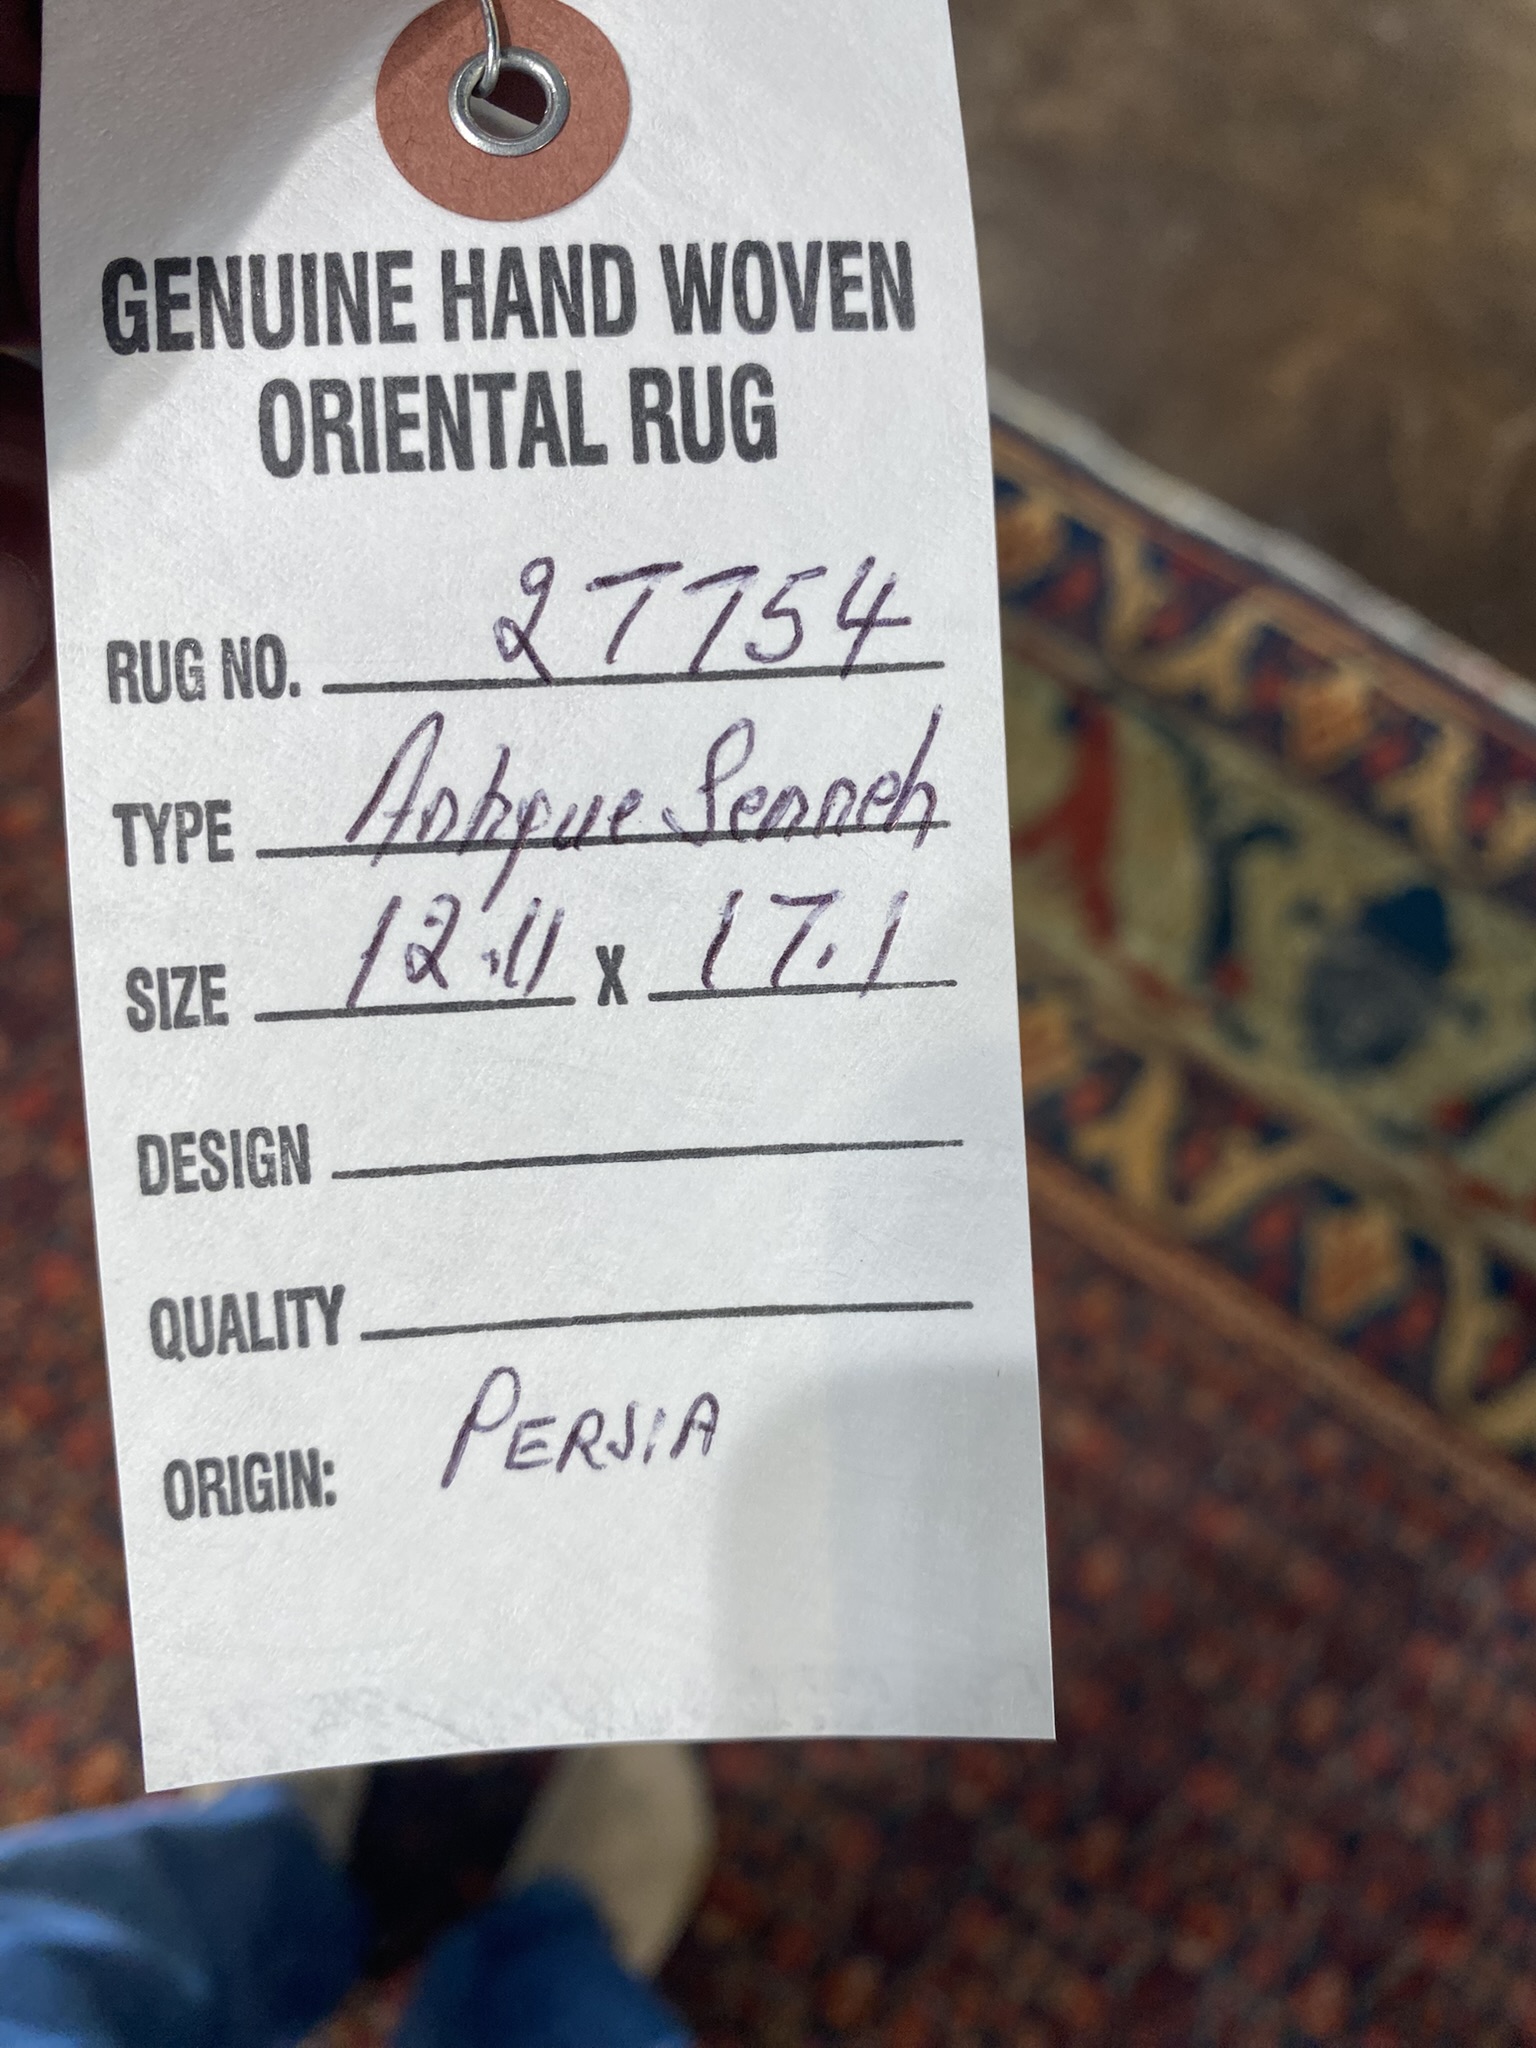 GENUINE HAND WOVEN
ORIENTAL RUG
RUG NO. 27754
TYPE Antique Senneh
SIZE 12.11 X 17.1
DESIGN
QUALITY
ORIGIN: PERSIA